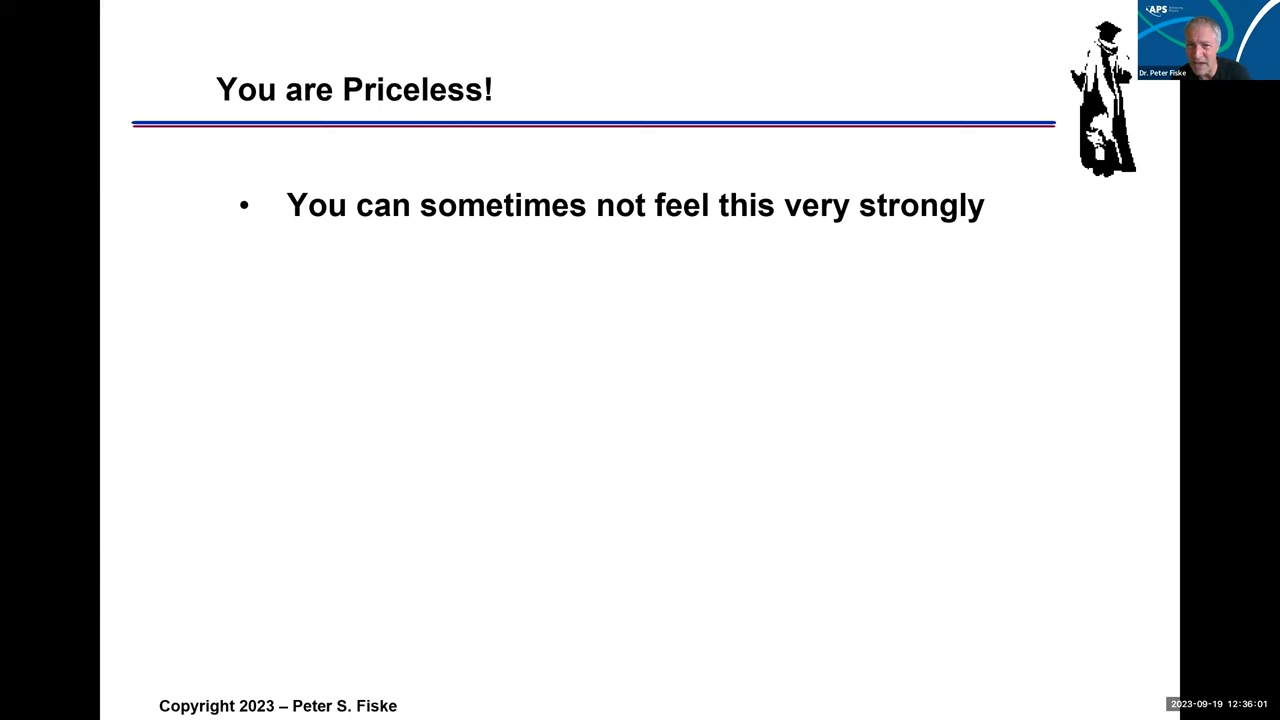 You are Priceless!
APS
Dr. Peter Fiske
• You can sometimes not feel this very strongly
Copyright 2023 – Peter S. Fiske
2023-09-19 12:36:01